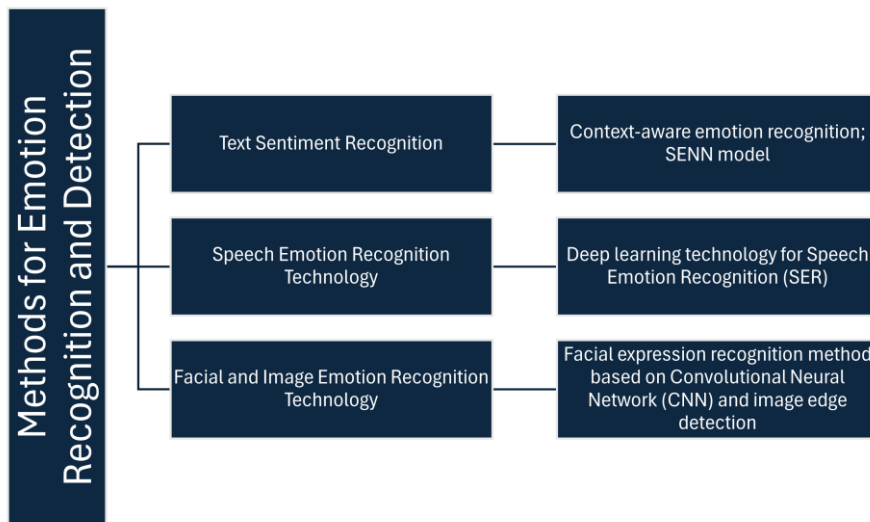 Methods for Emotion
Recognition and Detection
Text Sentiment Recognition
Context-aware emotion recognition;
SENN model
Speech Emotion Recognition
Technology
Deep learning technology for Speech
Emotion Recognition (SER)
Facial and Image Emotion Recognition
Technology
Facial expression recognition method
based on Convolutional Neural
Network (CNN) and image edge
detection